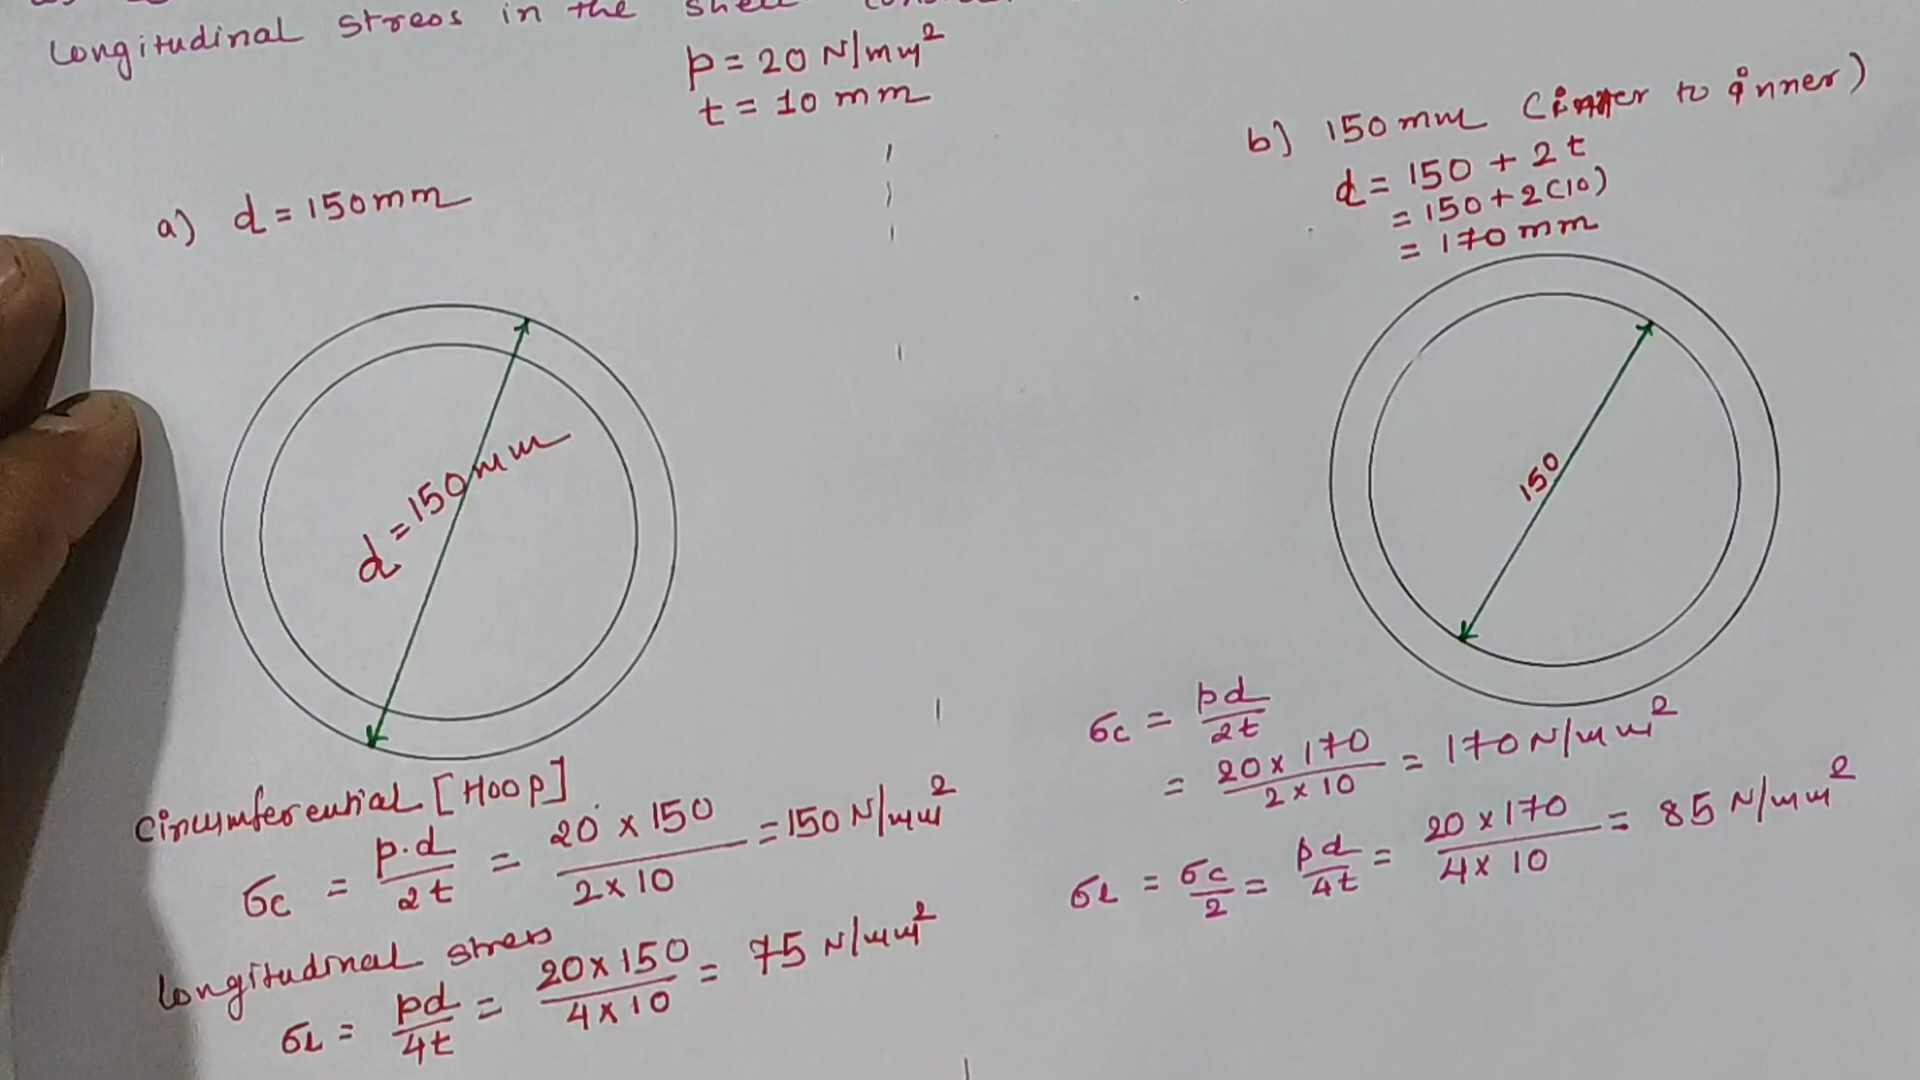 longitudinal stress in the shell
p = 20 N/mm²
t = 10 mm
a) d = 150mm
d = 150mm
Circumferential [Hoop]
σc = p.d/2t = 20 x 150/2 x 10 = 150 N/mm²
longitudinal stress
σL = pd/4t = 20 x 150/4 x 10 = 75 N/mm²
b) 150 mm (inner to inner)
d = 150 + 2t
= 150 + 2(10)
= 170 mm
150
σc = pd/2t
= 20 x 170/2 x 10 = 170 N/mm²
σL = σc/2 = pd/4t = 20 x 170/4 x 10 = 85 N/mm²